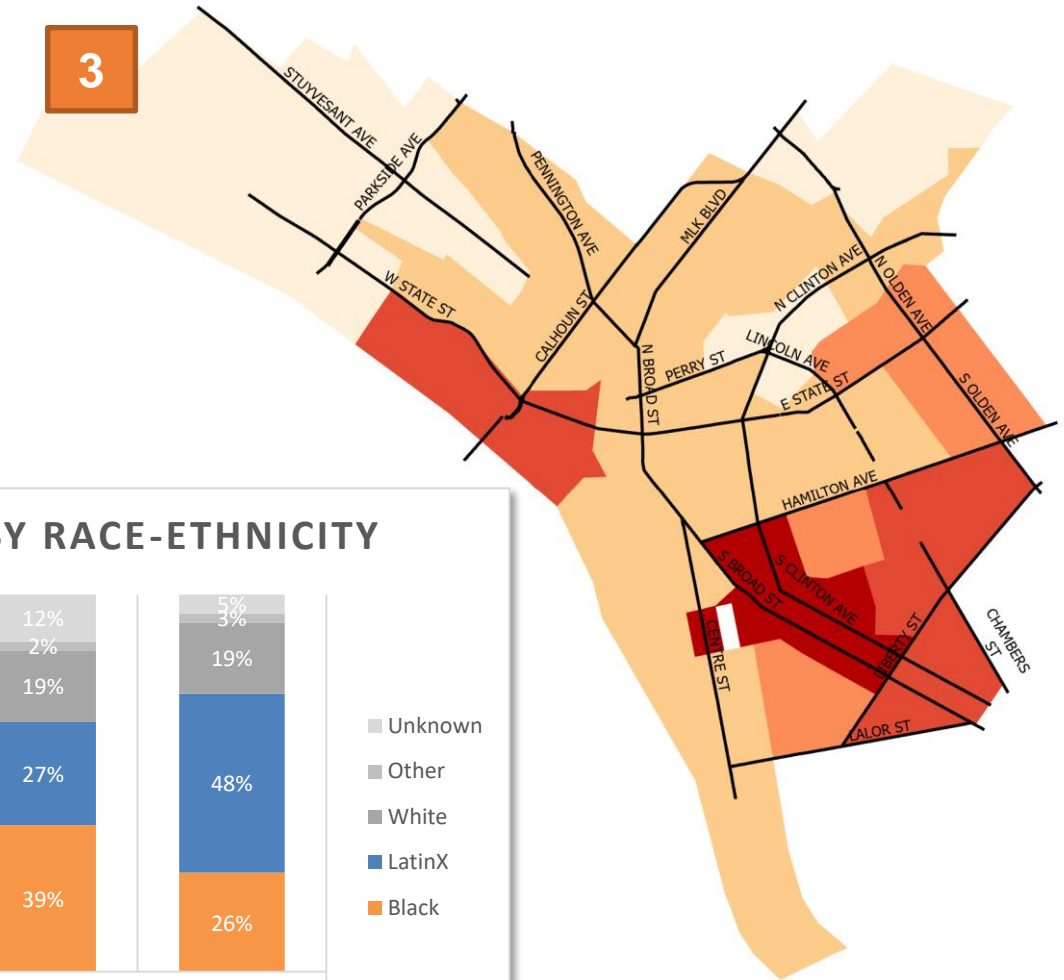 3
STUYVESANT AVE
PARKSIDE AVE
PENNINGTON AVE
W STATE ST
CALHOUN ST
MLK BLVD
N CLINTON AVE
N OLDEN AVE
N BROAD ST
PERRY ST
LINCOLN AVE
E STATE ST
S OLDEN AVE
HAMILTON AVE
S BROAD ST
S CLINTON AVE
CENTRE ST
LIBERTY ST
CHAMBERS
ST
LALOR ST
Y RACE-ETHNICITY
12%
2%
19%
27%
39%
5%
3%
19%
48%
26%
Unknown
Other
White
LatinX
Black